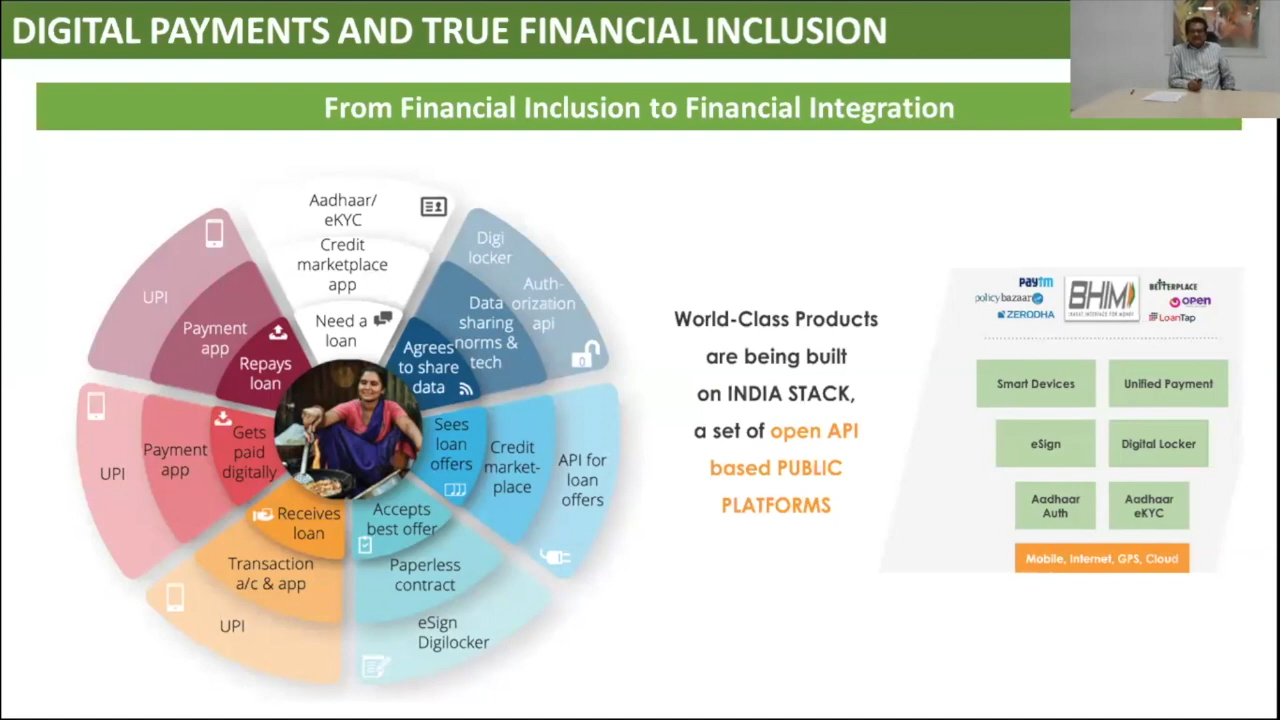 DIGITAL PAYMENTS AND TRUE FINANCIAL INCLUSION
From Financial Inclusion to Financial Integration
Aadhaar/
eKYC
Credit
marketplace
app
Need a
loan
Digi
locker
Auth-
orization
api
Data
sharing
norms &
tech
Agrees
to share
data
Sees
loan
offers
Credit
market-
place
API for
loan
offers
Accepts
best offer
Paperless
contract
eSign
Digilocker
Receives
loan
Transaction
a/c & app
UPI
Gets
paid
digitally
Payment
app
UPI
Repays
loan
Payment
app
UPI
World-Class Products
are being built
on INDIA STACK,
a set of open API
based PUBLIC
PLATFORMS
paytm
policybazaar
ZERODHA
BHIM
BHARAT INTERFACE FOR MONEY
BETTERPLACE
open
LoanTap
Smart Devices
Unified Payment
eSign
Digital Locker
Aadhaar
Auth
Aadhaar
eKYC
Mobile, Internet, GPS, Cloud